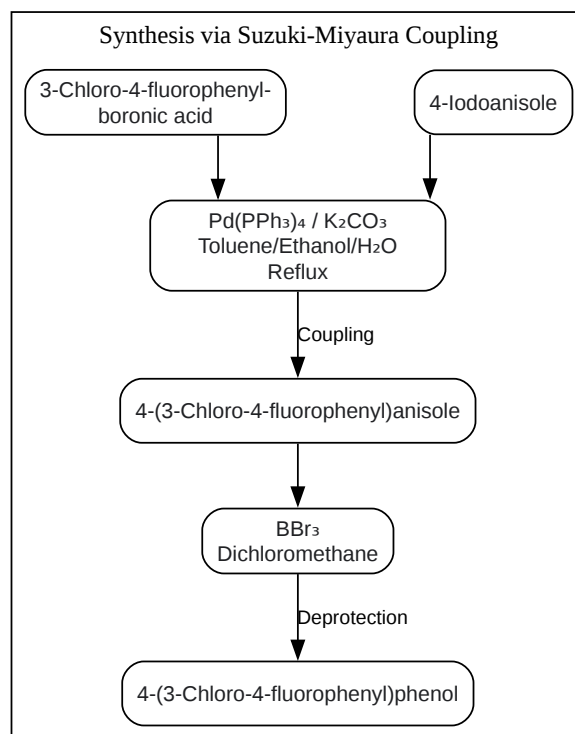 Synthesis via Suzuki-Miyaura Coupling
3-Chloro-4-fluorophenyl-
boronic acid
4-Iodoanisole
Pd(PPh₃)₄ / K₂CO₃
Toluene/Ethanol/H₂O
Reflux
Coupling
4-(3-Chloro-4-fluorophenyl)anisole
BBr₃
Dichloromethane
Deprotection
4-(3-Chloro-4-fluorophenyl)phenol